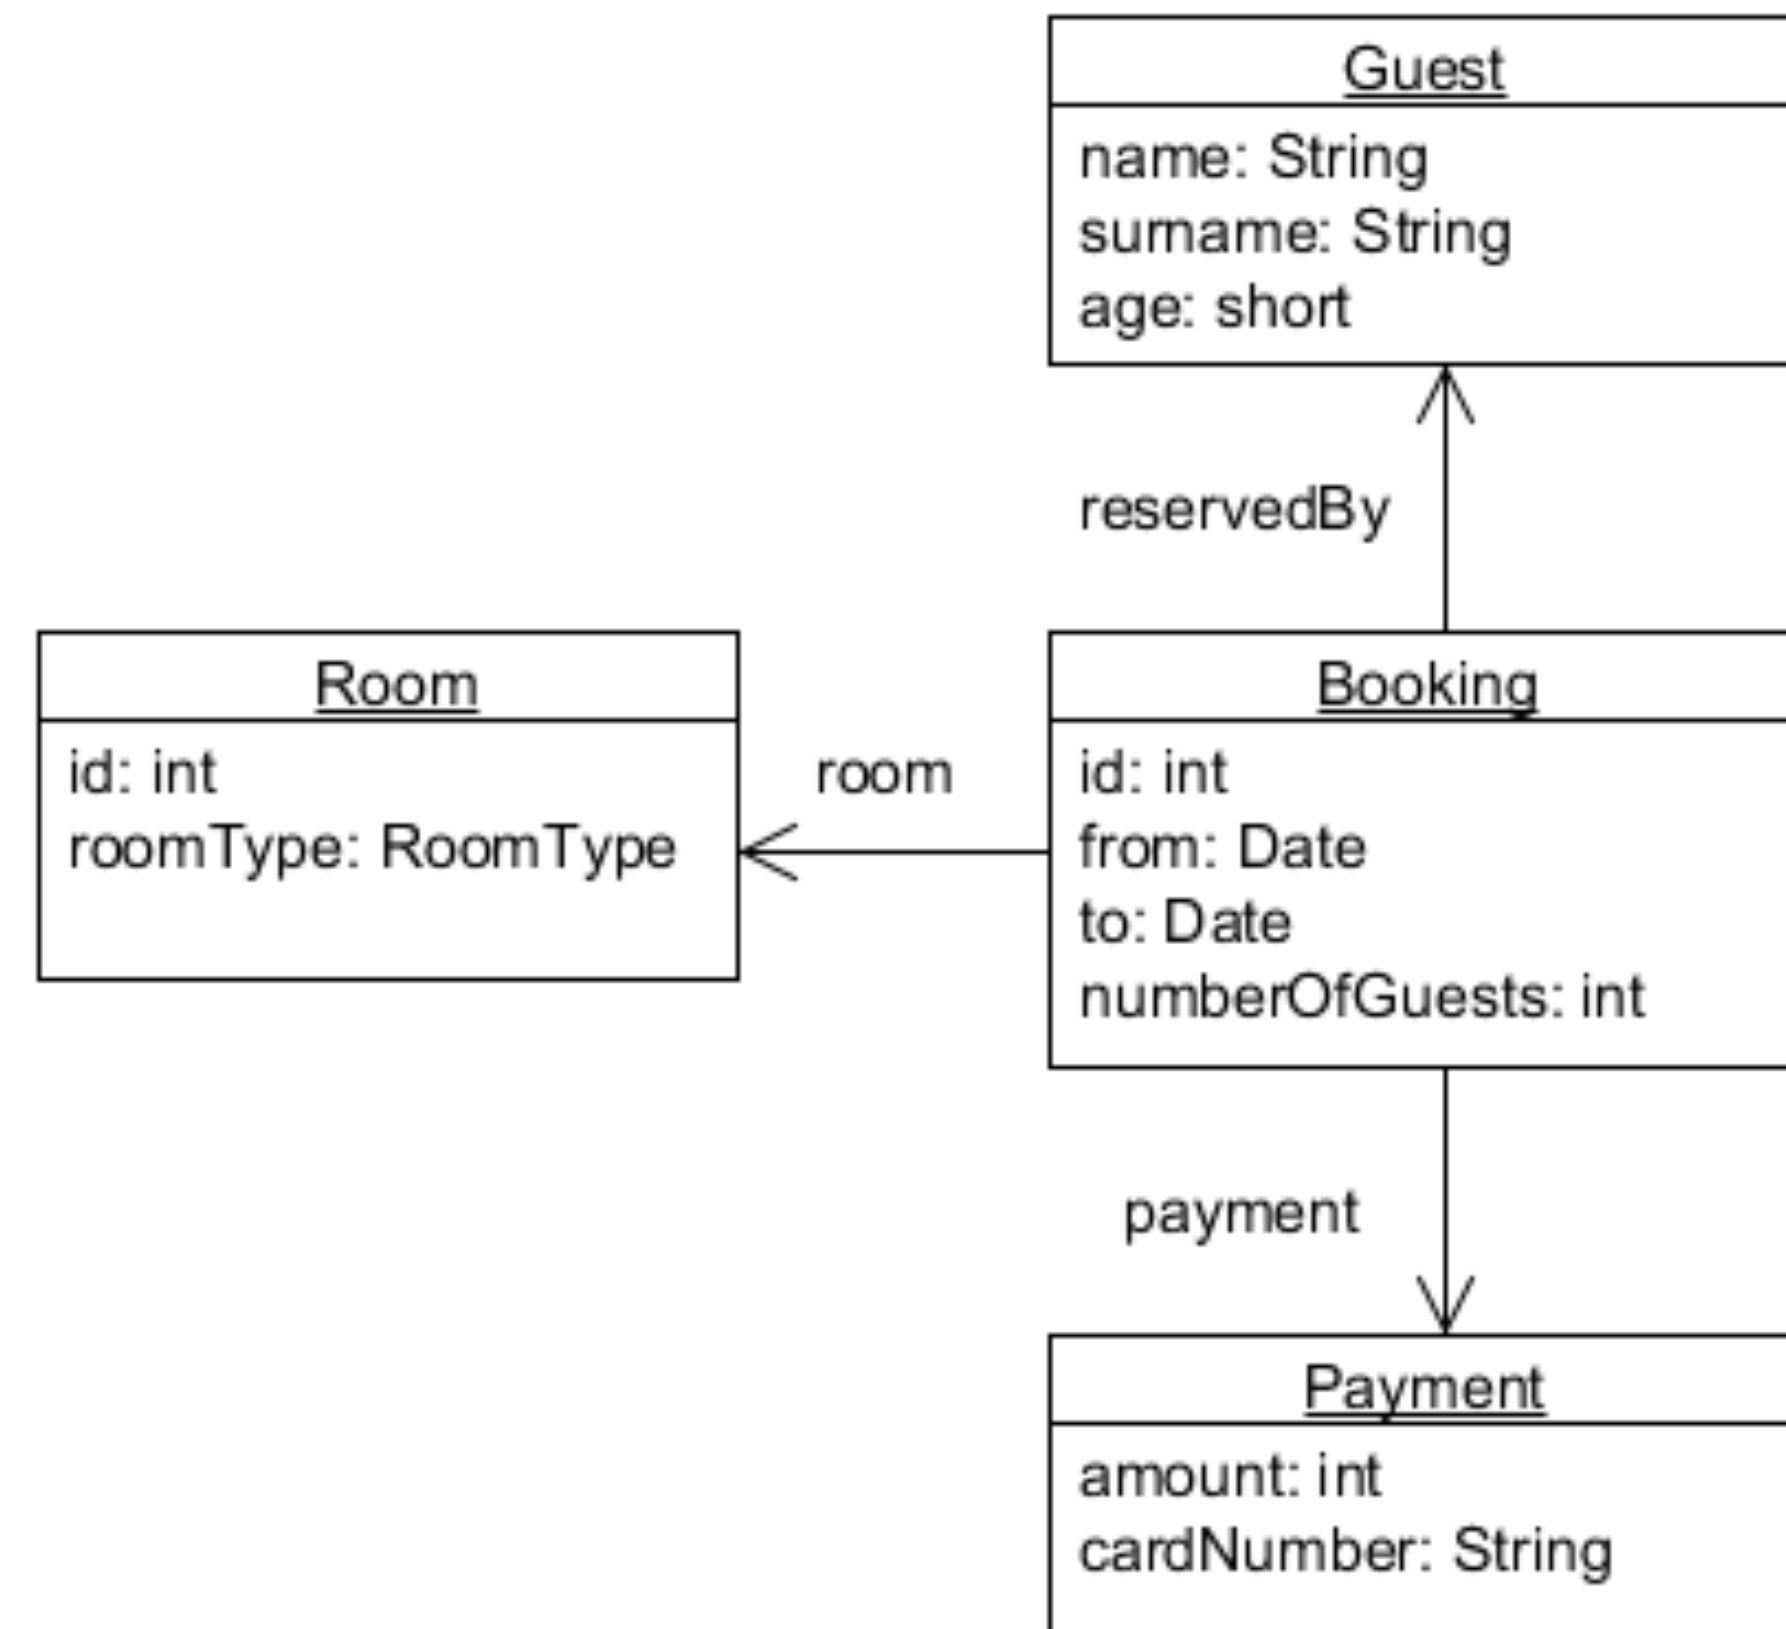 Guest
name: String
surname: String
age: short
reservedBy
Room
id: int
roomType: RoomType
room
Booking
id: int
from: Date
to: Date
numberOfGuests: int
payment
Payment
amount: int
cardNumber: String